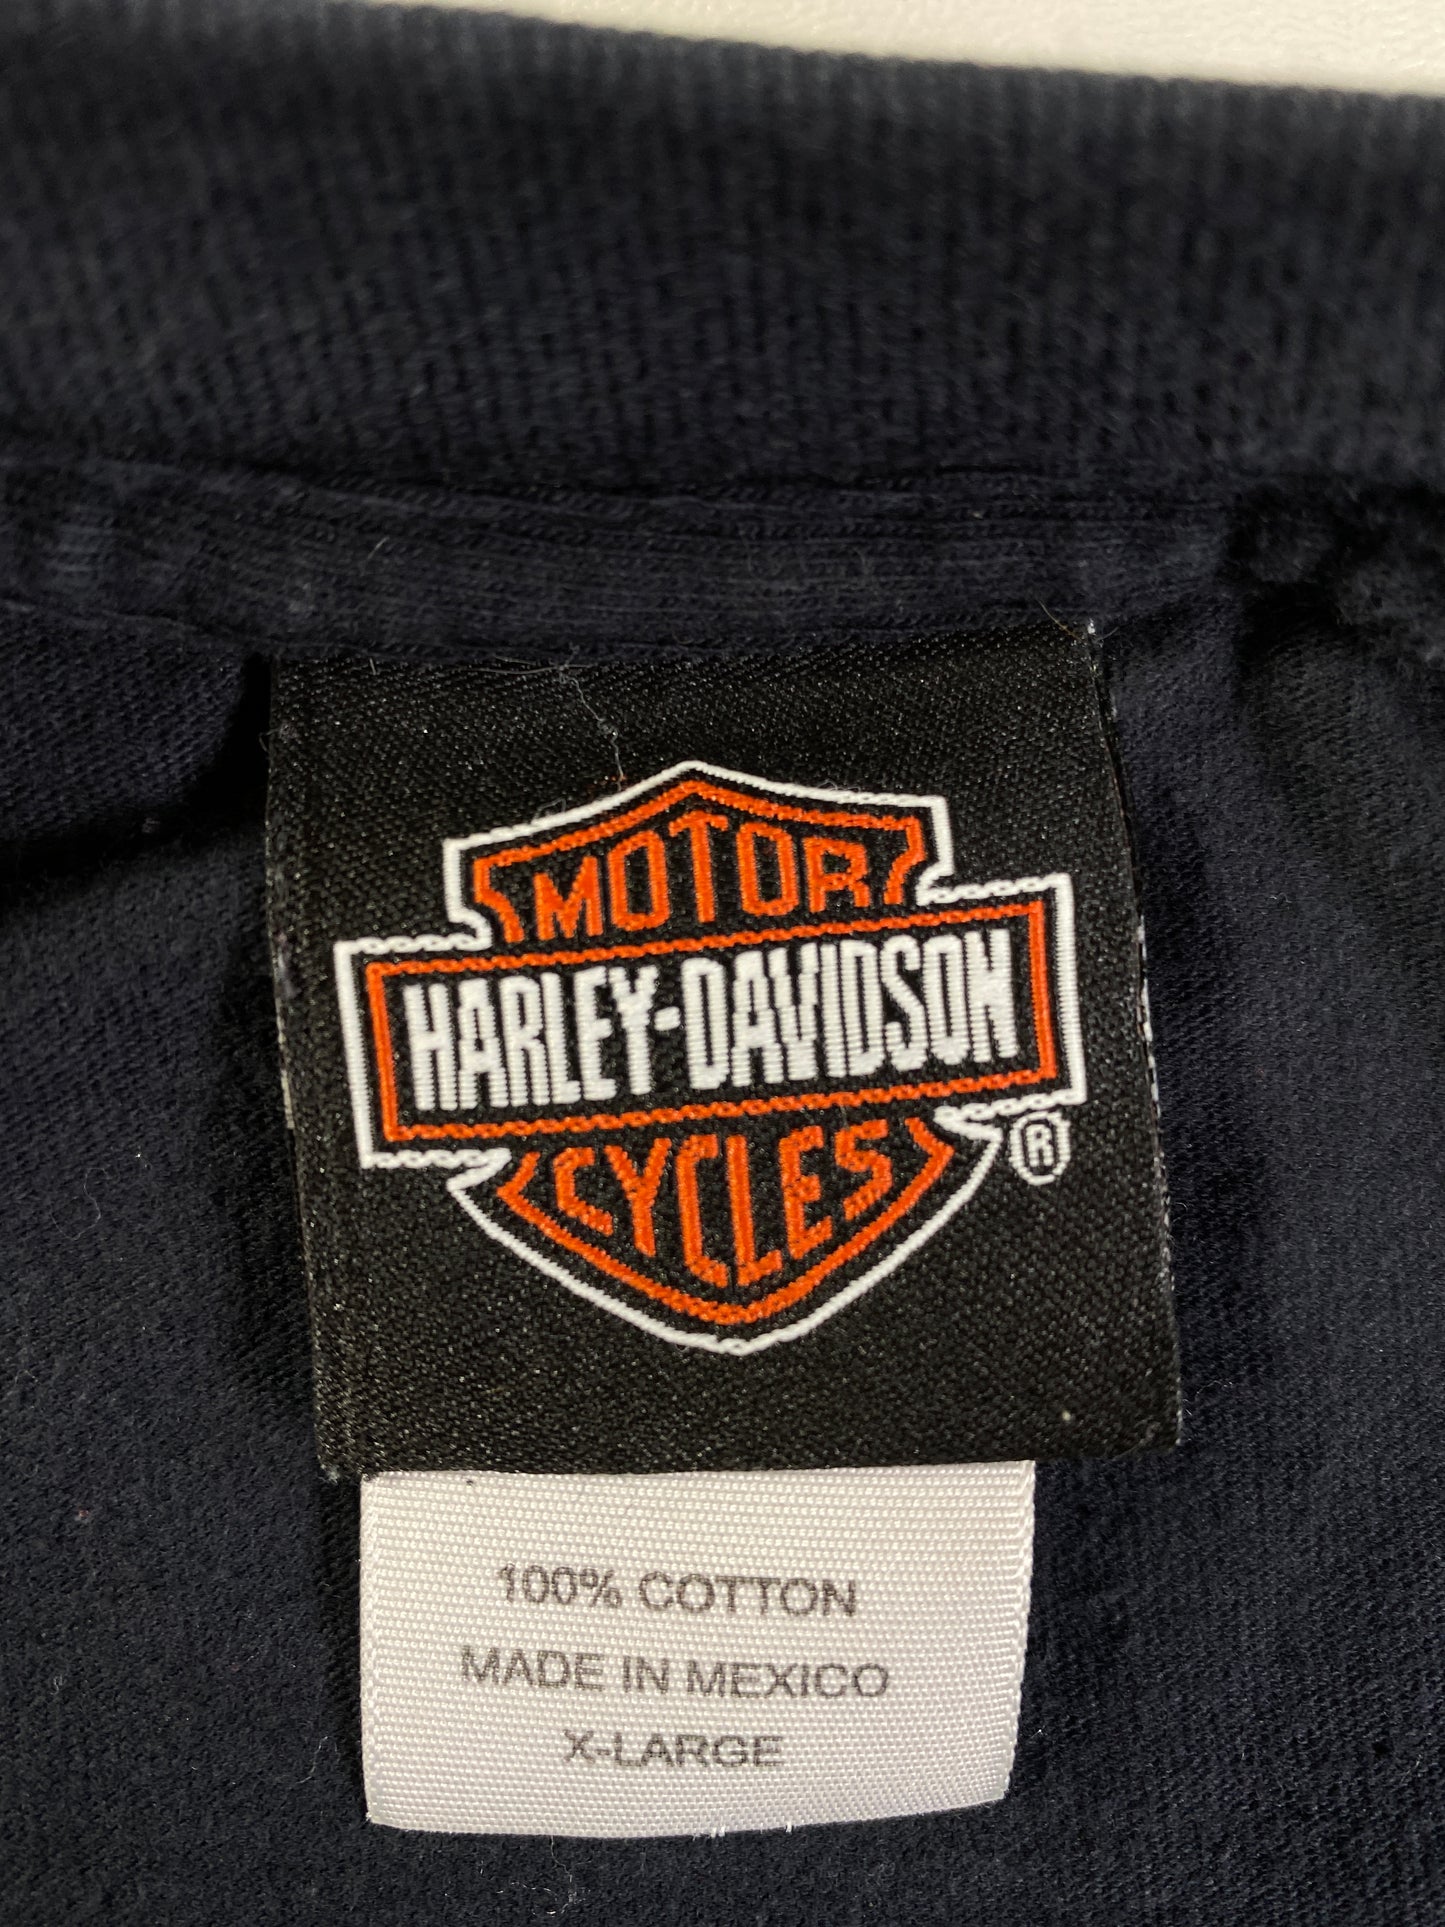 MOTOR
HARLEY-DAVIDSON
CYCLES ®
100% COTTON
MADE IN MEXICO
X-LARGE